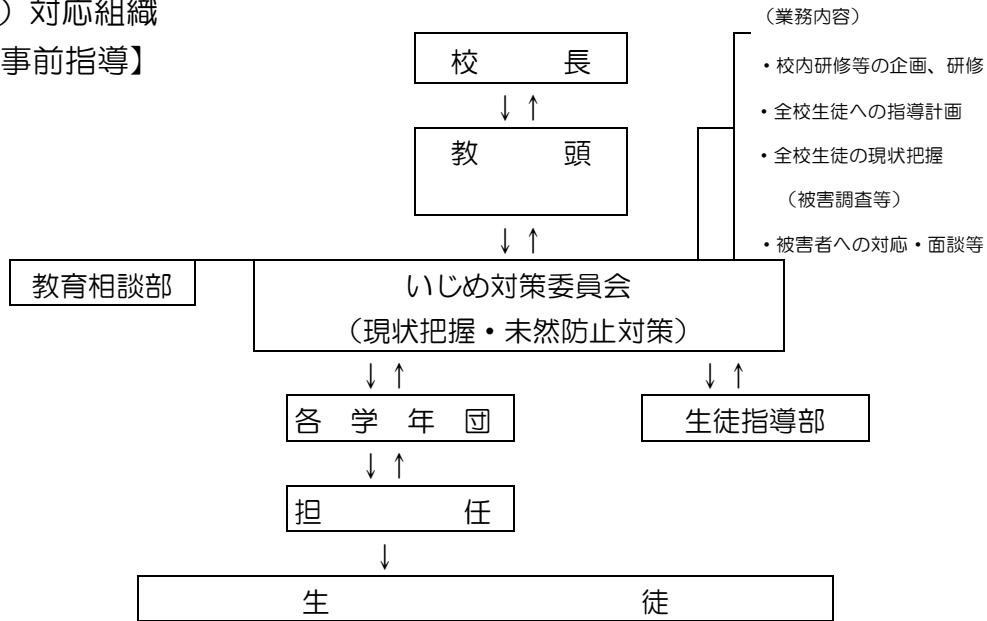 ）対応組織
事前指導】
校　　長
↓↑
教　　頭
↓↑
（業務内容）
・校内研修等の企画、研修
・全校生徒への指導計画
・全校生徒の現状把握
（被害調査等）
・被害者への対応・面談等
教育相談部
いじめ対策委員会
（現状把握・未然防止対策）
↓↑
↓↑
各　学　年　団
生徒指導部
↓↑
担　　任
↓
生　　徒